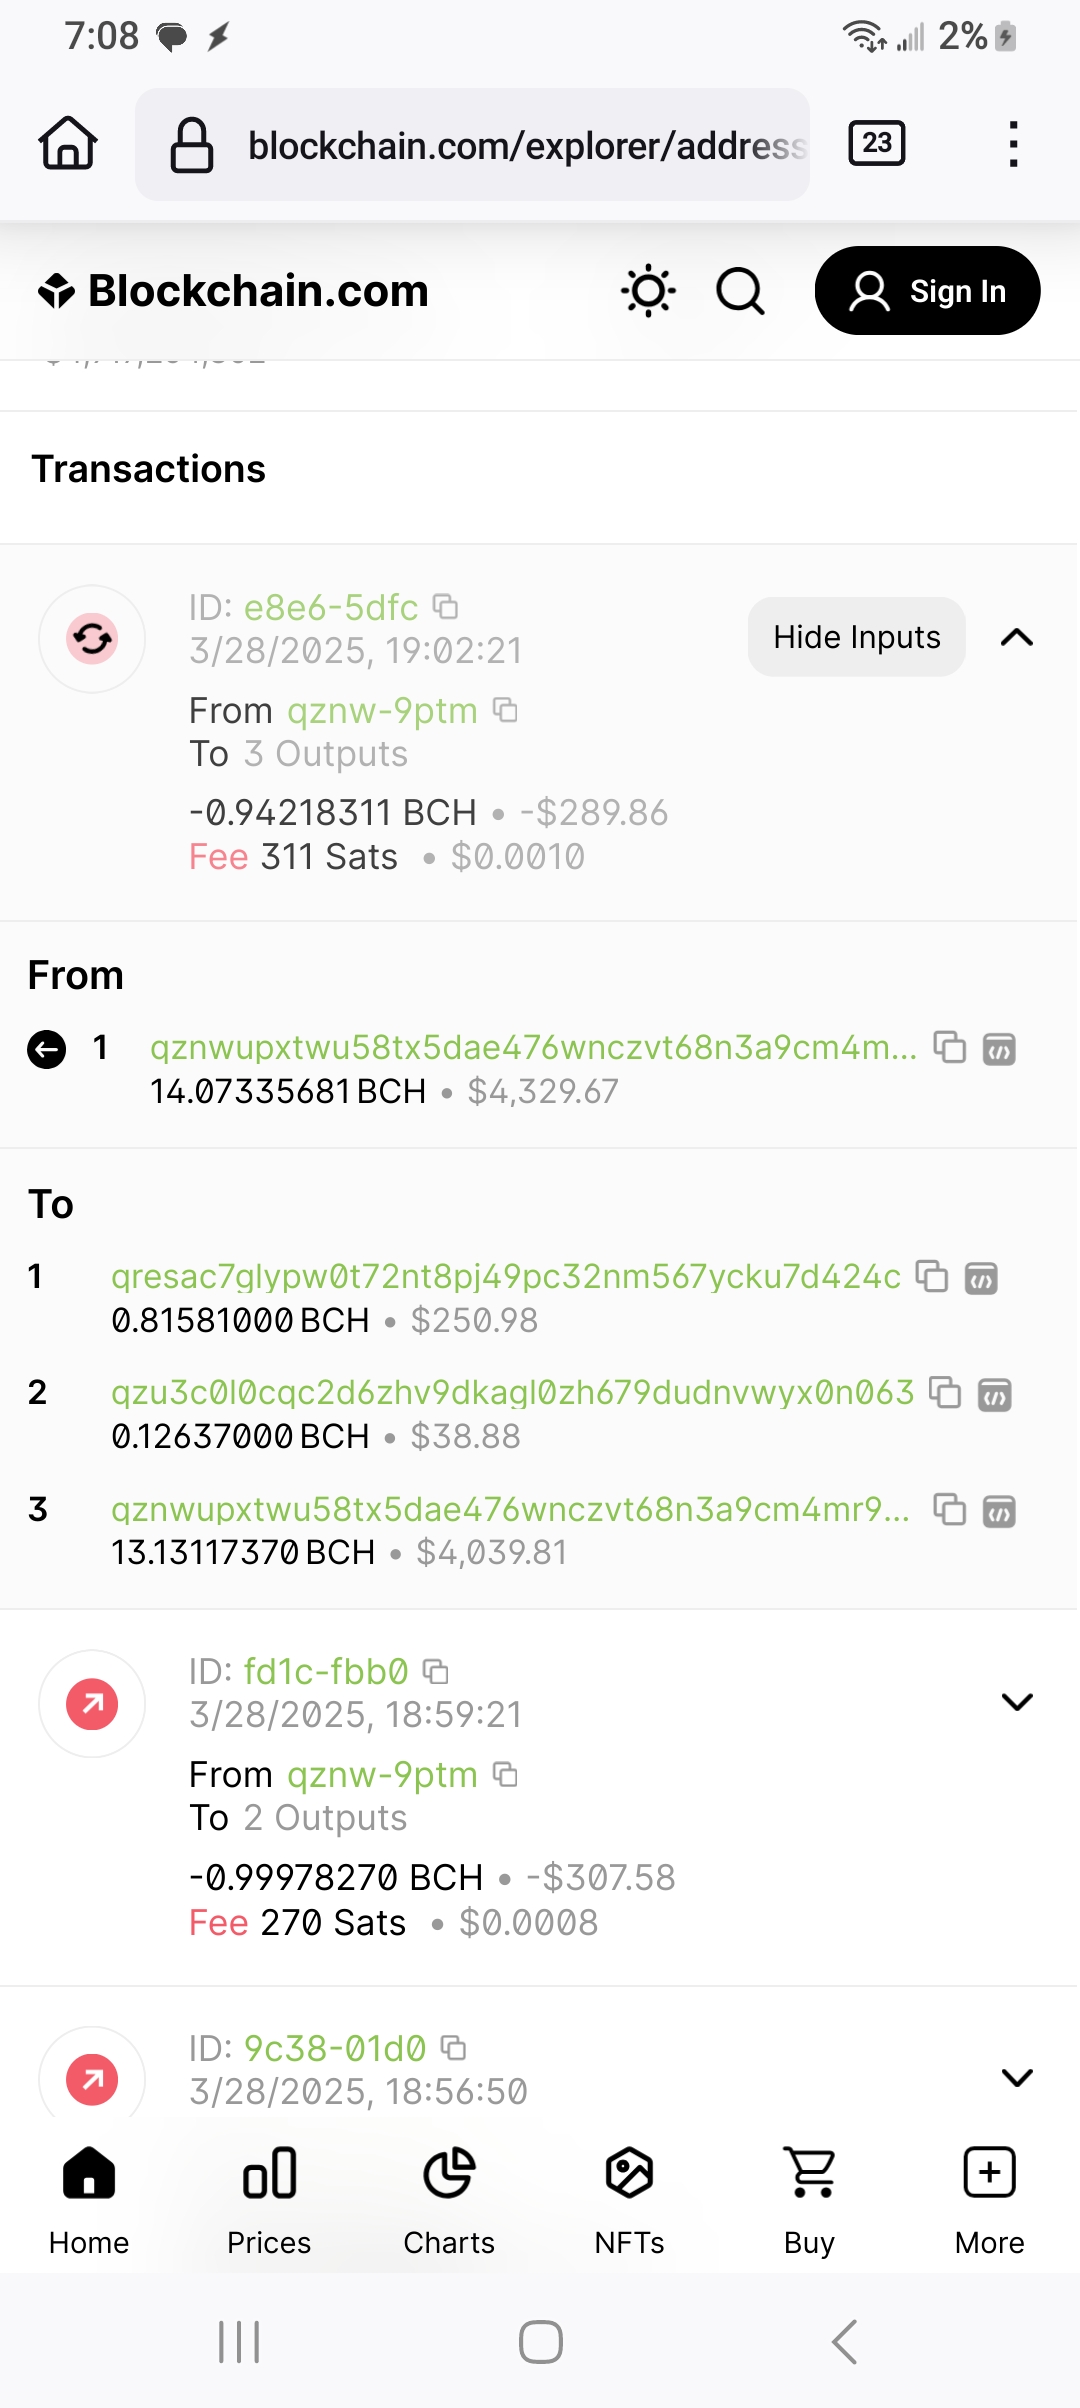 7:08
2%
blockchain.com/explorer/address
23
Blockchain.com
Sign In
Transactions
ID: e8e6-5dfc
3/28/2025, 19:02:21
Hide Inputs
From qznw-9ptm
To 3 Outputs
-0.94218311 BCH • -$289.86
Fee 311 Sats • $0.0010
From
1 qznwupxtwu58tx5dae476wnczvt68n3a9cm4m...
14.07335681 BCH • $4,329.67
To
1 qresac7glypw0t72nt8pj49pc32nm567ycku7d424c
0.81581000 BCH • $250.98
2 qzu3c0l0cqc2d6zhv9dkagl0zh679dudnvwyx0n063
0.12637000 BCH • $38.88
3 qznwupxtwu58tx5dae476wnczvt68n3a9cm4mr9...
13.13117370 BCH • $4,039.81
ID: fd1c-fbb0
3/28/2025, 18:59:21
From qznw-9ptm
To 2 Outputs
-0.99978270 BCH • -$307.58
Fee 270 Sats • $0.0008
ID: 9c38-01d0
3/28/2025, 18:56:50
Home
Prices
Charts
NFTs
Buy
More